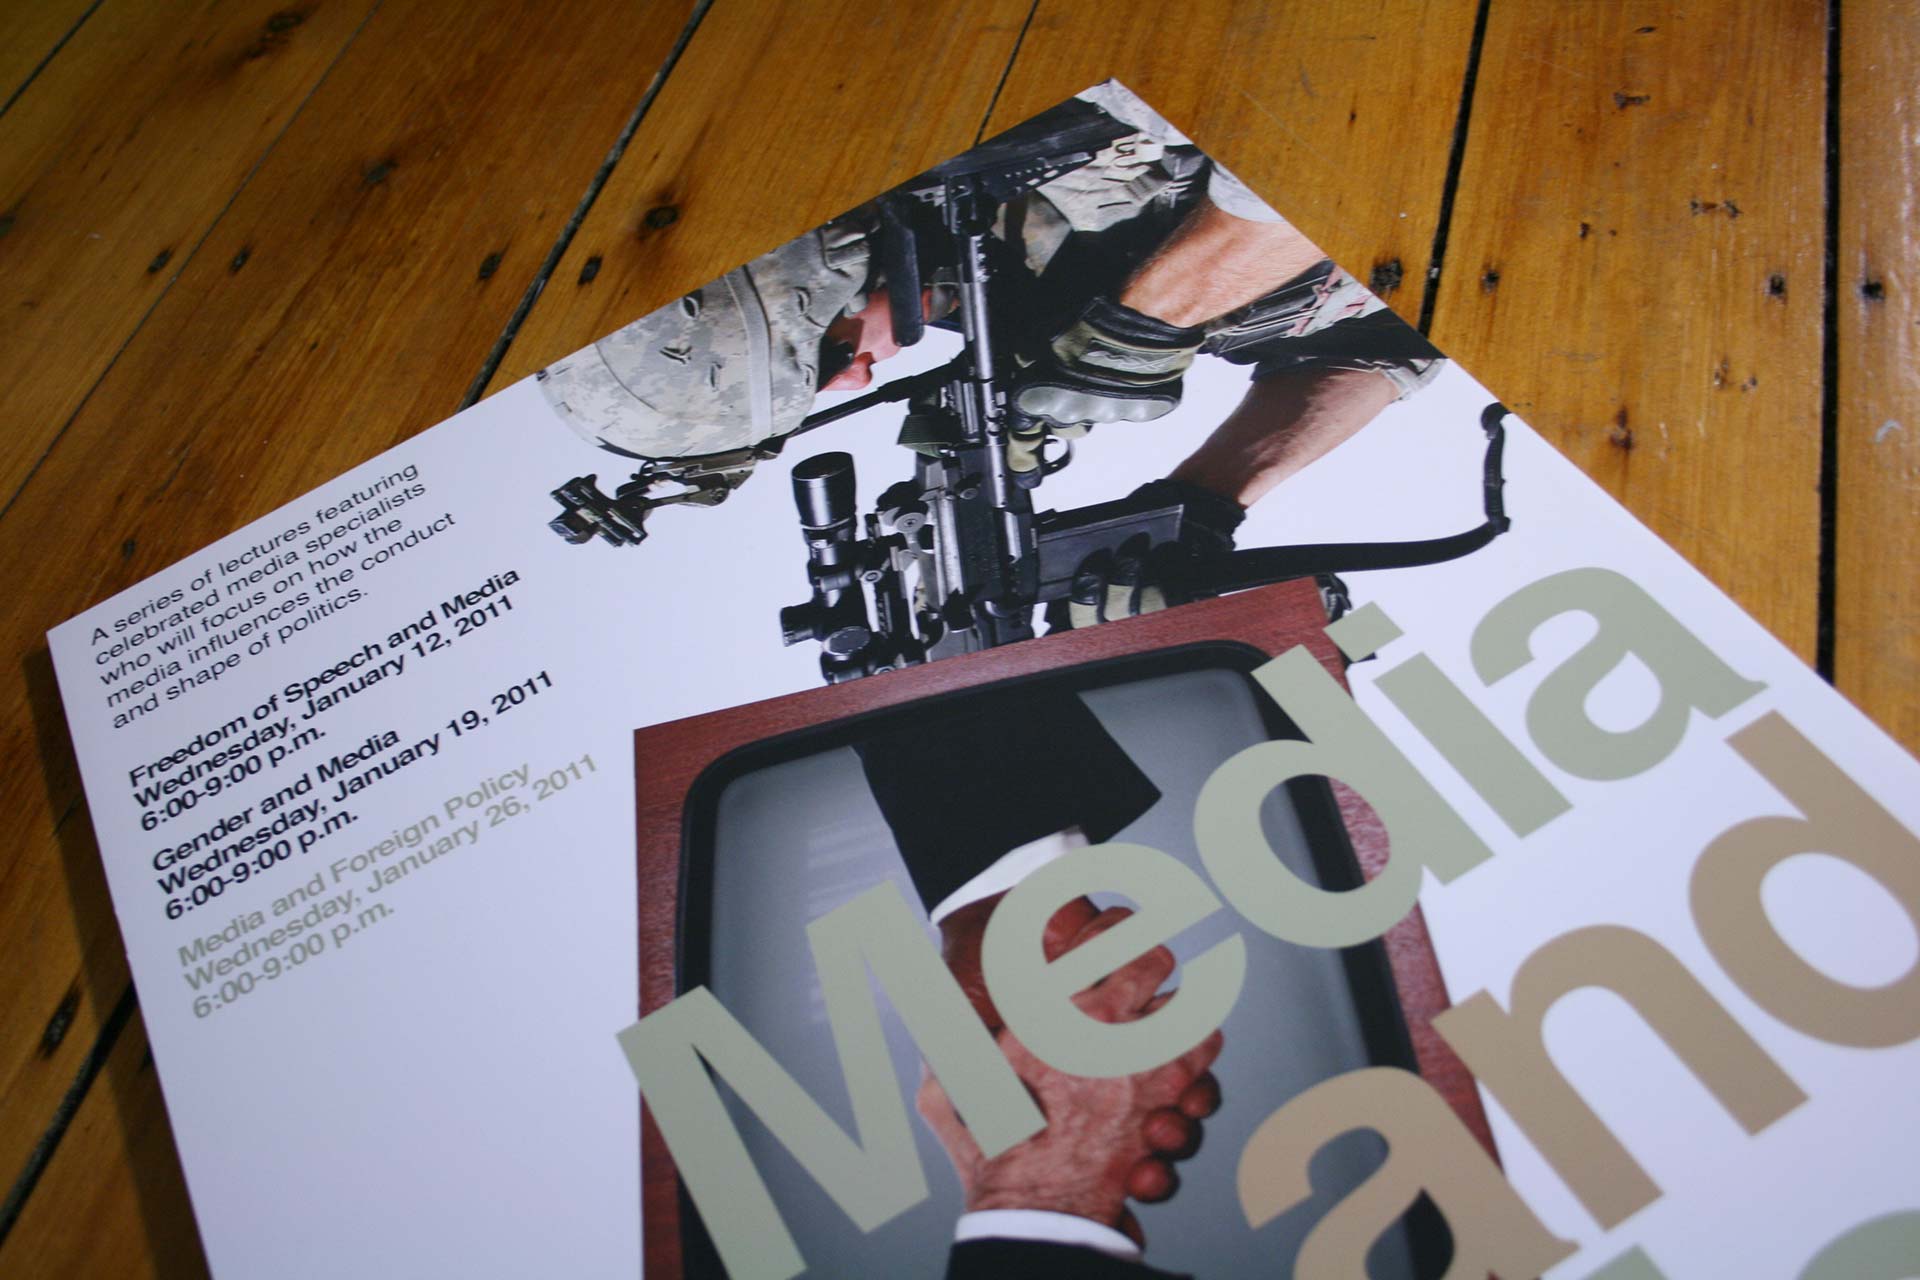 A series of lectures featuring
celebrated media specialists
who will focus on how the
media influences the conduct
and shape of politics.
Freedom of Speech and Media
Wednesday, January 12, 2011
6:00-9:00 p.m.
Gender and Media
Wednesday, January 19, 2011
6:00-9:00 p.m.
Media and Foreign Policy
Wednesday, January 26, 2011
6:00-9:00 p.m.
Media
and